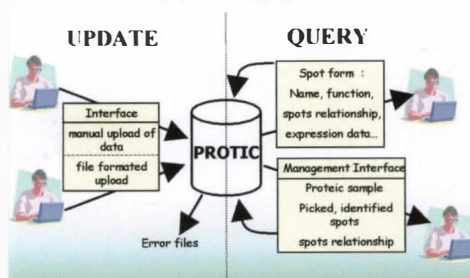 UPDATE
QUERY
Interface
manual upload of
data
file formated
upload
PROTIC
Error files
Spot form :
Name, function,
spots relationship,
expression data...
Management Interface
Proteic sample
Picked, identified
spots
spots relationship